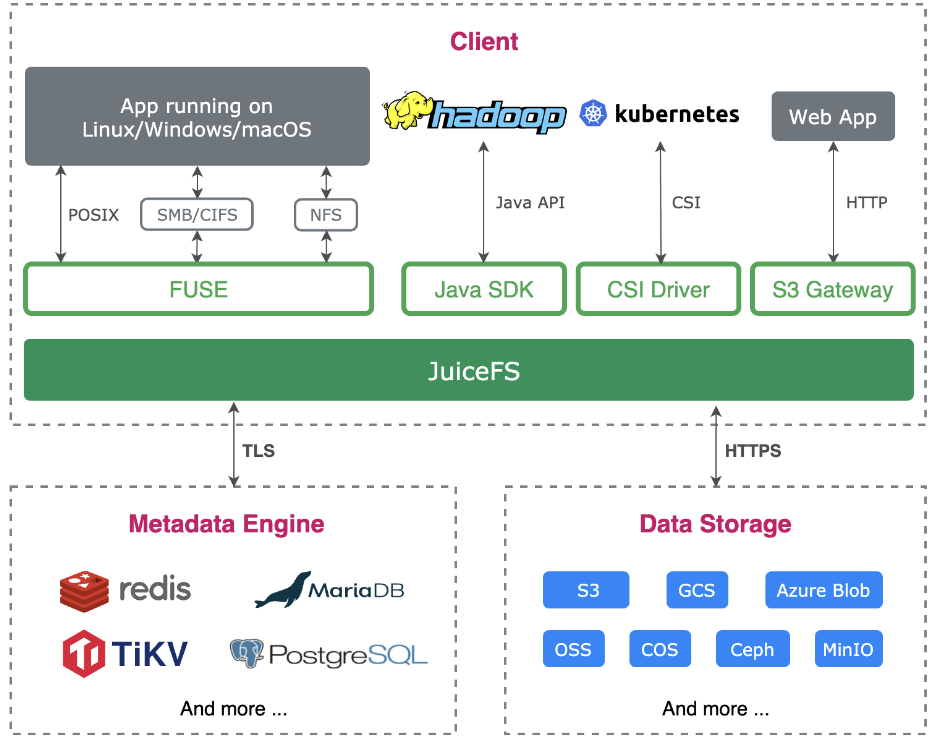 Client
App running on
Linux/Windows/macOS
hadoop
kubernetes
Web App
POSIX
SMB/CIFS
NFS
Java API
CSI
HTTP
FUSE
Java SDK
CSI Driver
S3 Gateway
JuiceFS
TLS
HTTPS
Metadata Engine
redis
MariaDB
TiKV
PostgreSQL
And more ...
Data Storage
S3
GCS
Azure Blob
OSS
COS
Ceph
MinIO
And more ...